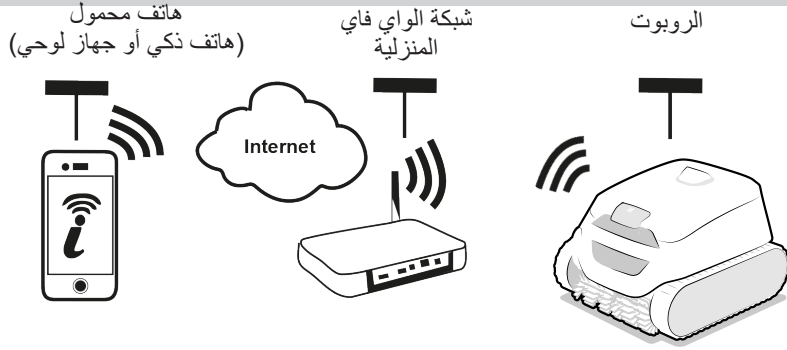 الروبوت
شبكة الواي فاي
المنزلية
هاتف محمول
(هاتف ذكي أو جهاز لوحي)
Internet